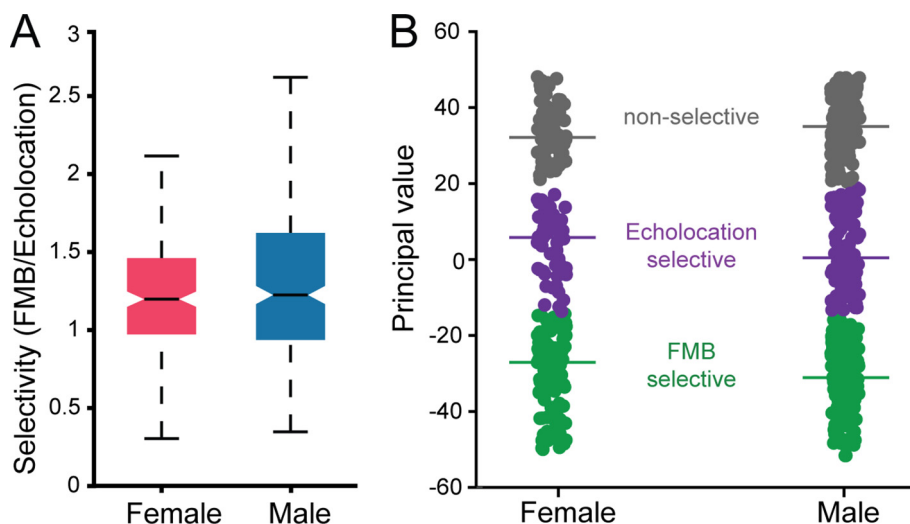 A
Selectivity (FMB/Echolocation)
3
2.5
2
1.5
1
0.5
0
Female
Male
B
Principal value
60
40
20
0
-20
-40
-60
non-selective
Echolocation
selective
FMB
selective
Female
Male